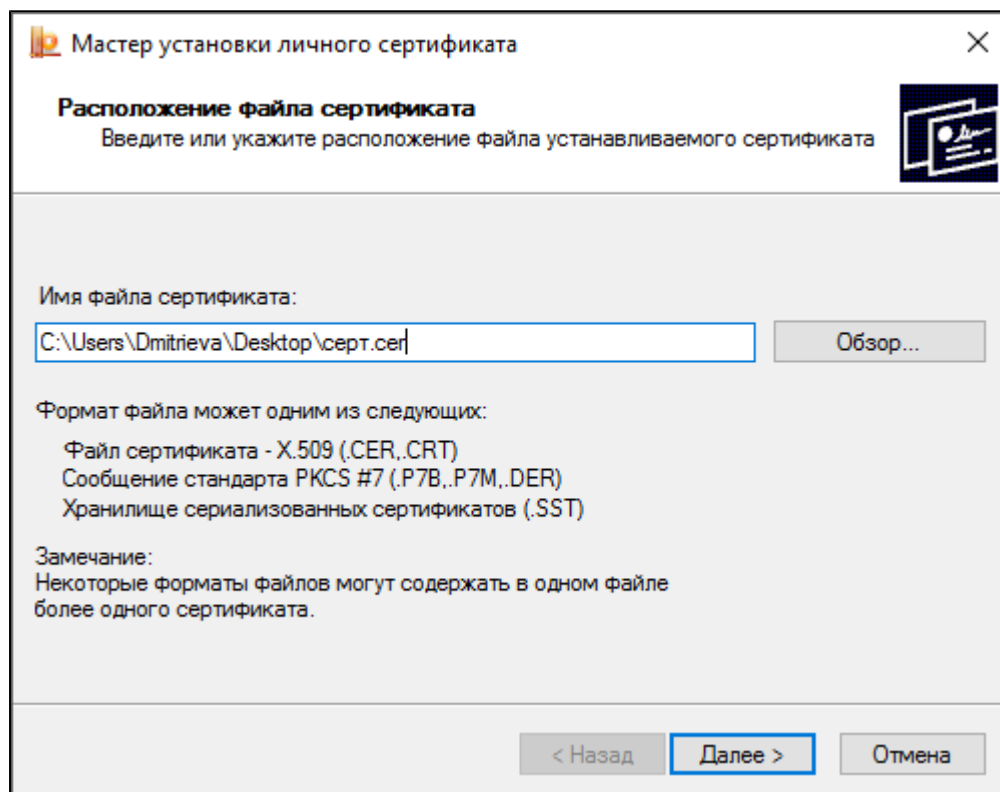 Мастер установки личного сертификата
Расположение файла сертификата
Введите или укажите расположение файла устанавливаемого сертификата
Имя файла сертификата:
C:\Users\Dmitrieva\Desktop\серт.cer
Обзор...
Формат файла может одним из следующих:
Файл сертификата - X.509 (.CER,.CRT)
Сообщение стандарта PKCS #7 (.P7B,.P7M,.DER)
Хранилище сериализованных сертификатов (.SST)
Замечание:
Некоторые форматы файлов могут содержать в одном файле
более одного сертификата.
< Назад
Далее >
Отмена